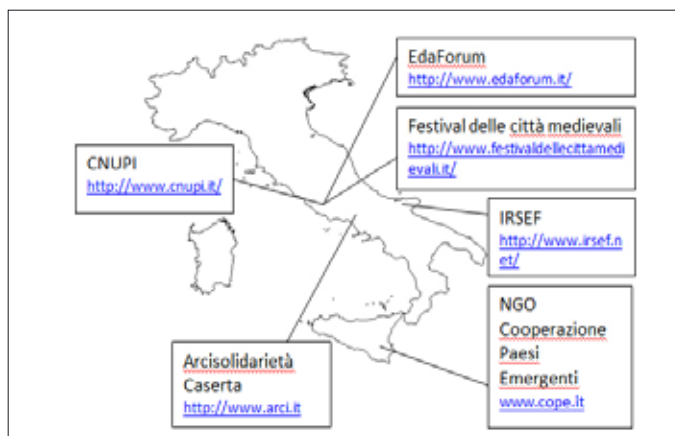 EdaForum
http://www.edaforum.it/
Festival delle città medievali
http://www.festivaldellecittamedi
evali.it/
CNUPI
http://www.cnupi.it/
IRSEF
http://www.irsef.n
et/
NGO
Cooperazione
Paesi
Emergenti
www.cope.it
Arcisolidarietà
Caserta
http://www.arci.it